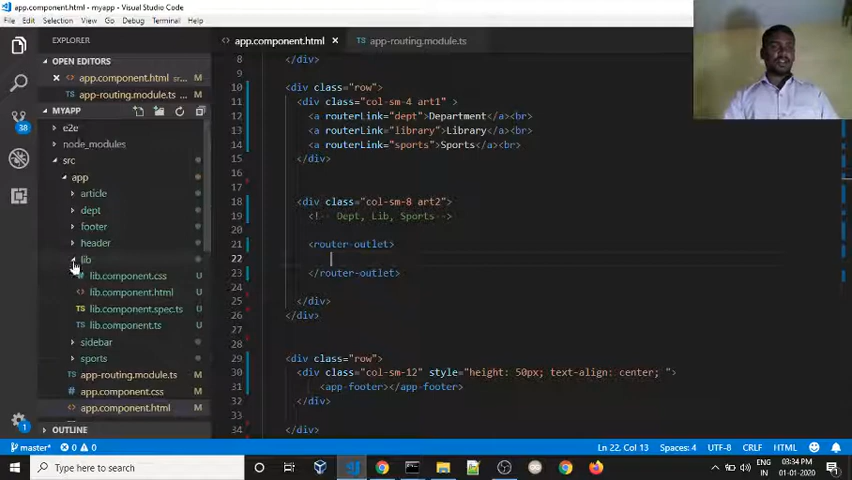 app.component.html - myapp - Visual Studio Code
File Edit Selection View Go Debug Terminal Help
EXPLORER
OPEN EDITORS
app.component.html sr... M
app-routing.module.ts ... M
MYAPP
e2e
node_modules
src
app
article
dept
footer
header
lib
lib.component.css U
lib.component.html U
lib.component.spec.ts U
lib.component.ts U
sidebar
sports
app-routing.module.ts M
app.component.css M
app.component.html M
OUTLINE
38
1
app.component.html × app-routing.module.ts
8 </div>
9
10 <div class="row">
11 <div class="col-sm-4 art1" >
12 <a routerLink="dept">Department</a><br>
13 <a routerLink="library">Library</a><br>
14 <a routerLink="sports">Sports</a><br>
15 </div>
16
17
18 <div class="col-sm-8 art2">
19 <!-- Dept, Lib, Sports-->
20
21 <router-outlet>
22
23 </router-outlet>
24
25 </div>
26 </div>
27
28
29 <div class="row">
30 <div class="col-sm-12" style="height: 50px; text-align: center; ">
31 <app-footer></app-footer>
32 </div>
33
34 </div>
master* 0 0 Ln 22, Col 13 Spaces: 4 UTF-8 CRLF HTML 1
Type here to search
ENG
IN
03:34 PM
01-01-2020